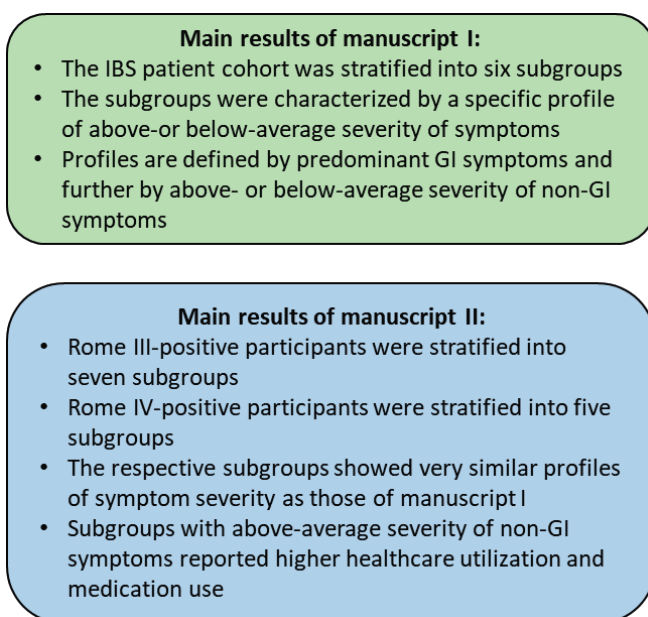 Main results of manuscript I:
• The IBS patient cohort was stratified into six subgroups
• The subgroups were characterized by a specific profile
of above-or below-average severity of symptoms
• Profiles are defined by predominant GI symptoms and
further by above- or below-average severity of non-GI
symptoms
Main results of manuscript II:
• Rome III-positive participants were stratified into
seven subgroups
• Rome IV-positive participants were stratified into five
subgroups
• The respective subgroups showed very similar profiles
of symptom severity as those of manuscript I
• Subgroups with above-average severity of non-GI
symptoms reported higher healthcare utilization and
medication use